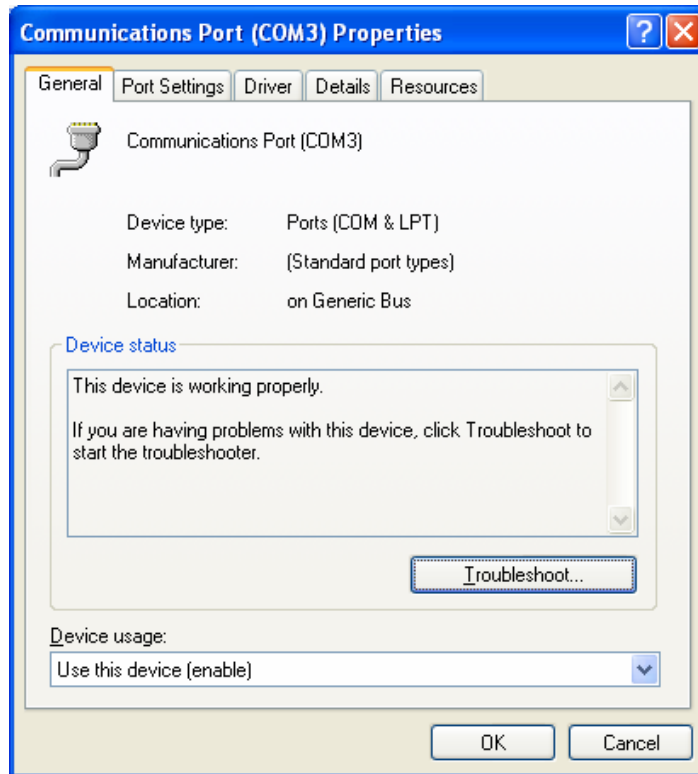 Communications Port (COM3) Properties
General Port Settings Driver Details Resources
Communications Port (COM3)
Device type: Ports (COM & LPT)
Manufacturer: (Standard port types)
Location: on Generic Bus
Device status
This device is working properly.
If you are having problems with this device, click Troubleshoot to
start the troubleshooter.
Troubleshoot...
Device usage:
Use this device (enable)
OK Cancel